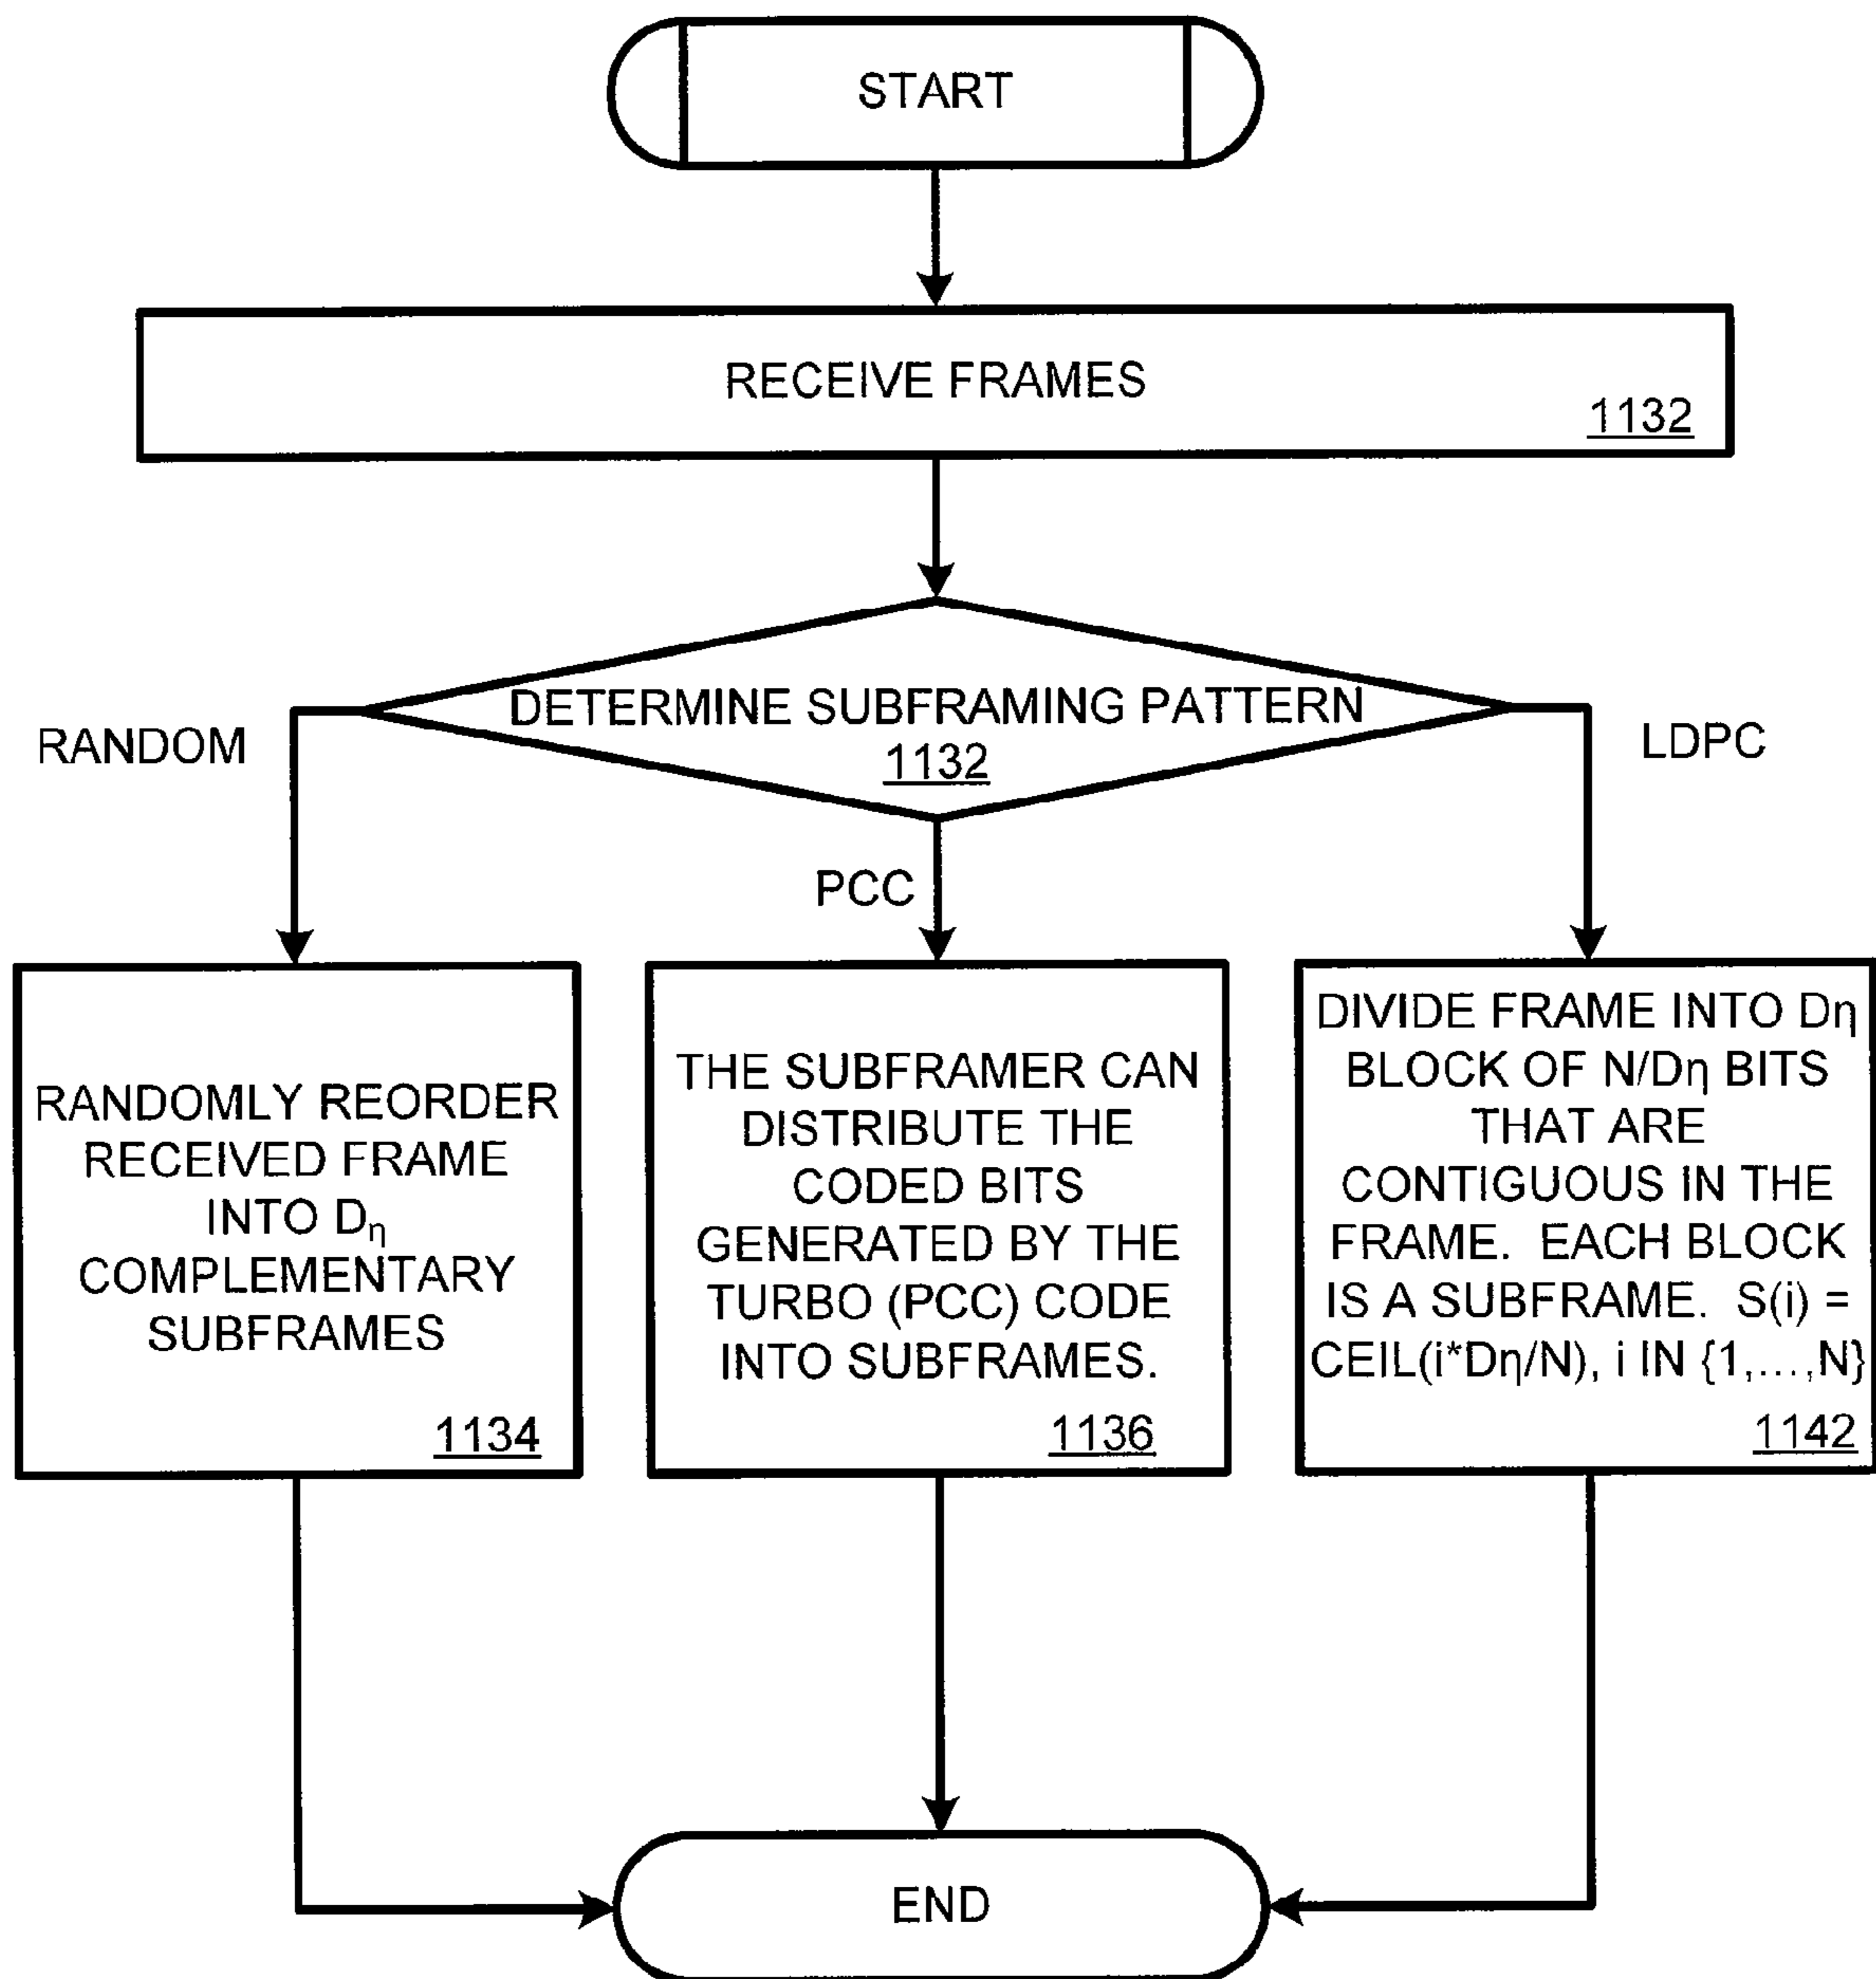 START
RECEIVE FRAMES
1132
DETERMINE SUBFRAMING PATTERN
1132
RANDOM
LDPC
PCC
RANDOMLY REORDER
RECEIVED FRAME
INTO Dη
COMPLEMENTARY
SUBFRAMES
1134
THE SUBFRAMER CAN
DISTRIBUTE THE
CODED BITS
GENERATED BY THE
TURBO (PCC) CODE
INTO SUBFRAMES.
1136
DIVIDE FRAME INTO Dη
BLOCK OF N/Dη BITS
THAT ARE
CONTIGUOUS IN THE
FRAME. EACH BLOCK
IS A SUBFRAME. S(i) =
CEIL(i*Dη/N), i IN {1,...,N}
1142
END